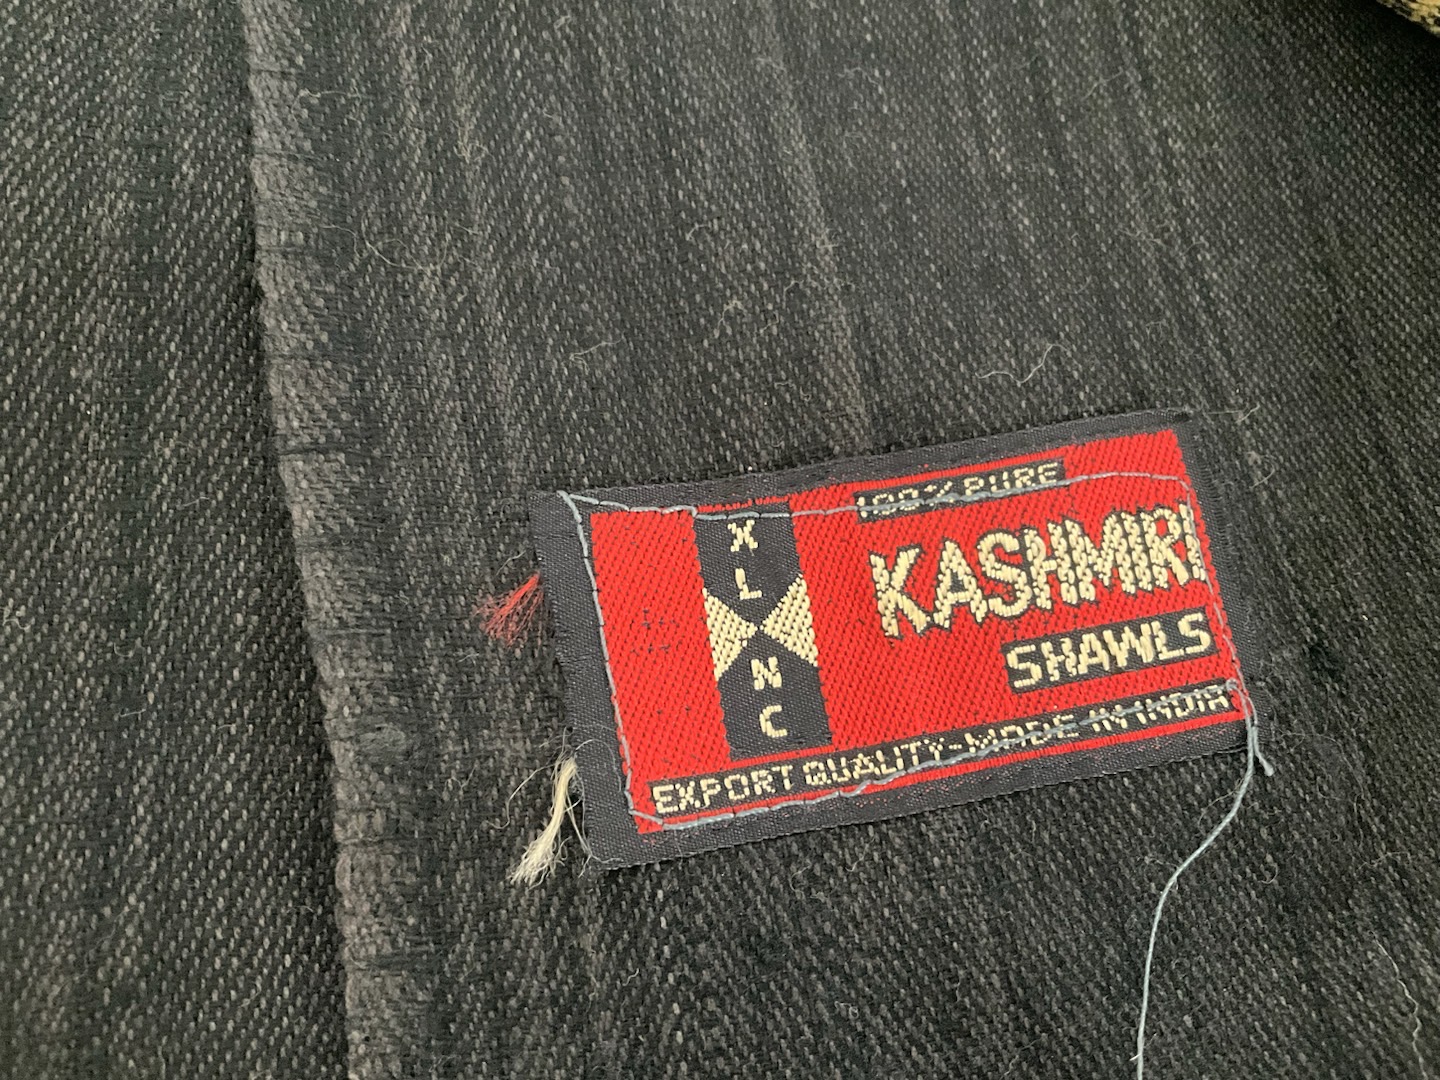 X
L
N
C
100% PURE
KASHMIRI
SHAWLS
EXPORT QUALITY-MADE IN INDIA